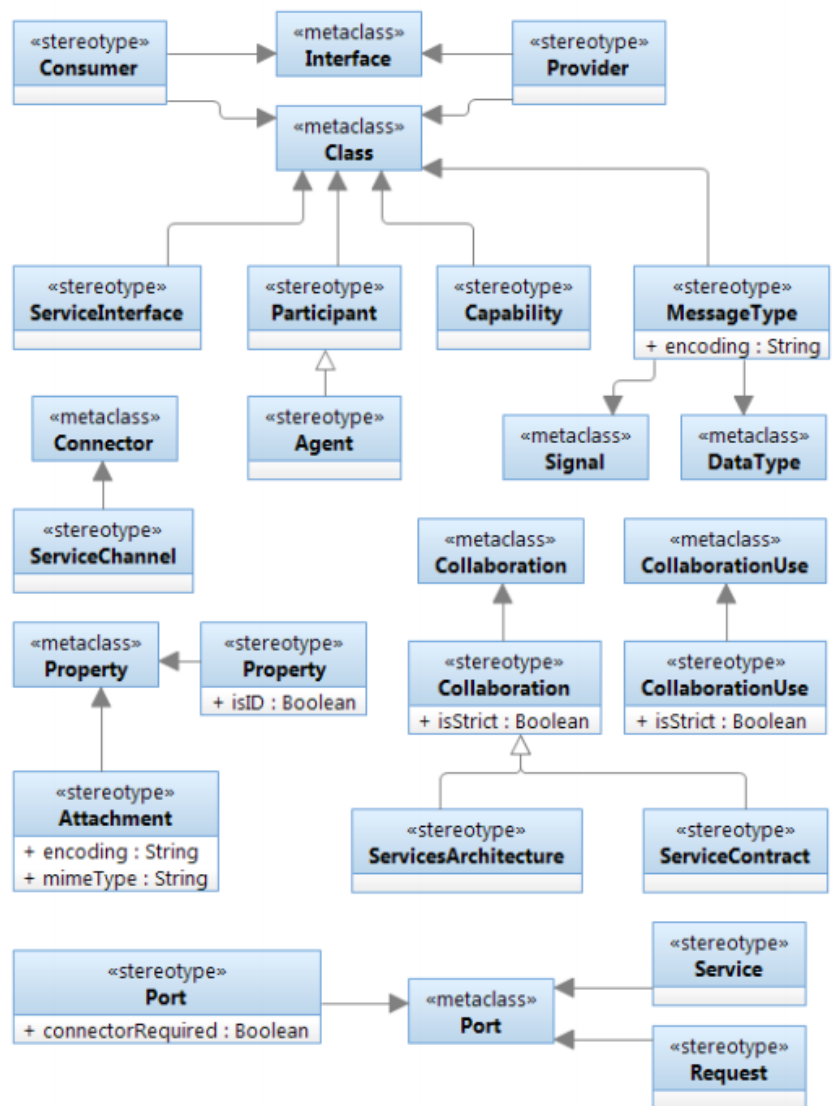 «stereotype»
Consumer
«metaclass»
Interface
«stereotype»
Provider
«metaclass»
Class
«stereotype»
ServiceInterface
«stereotype»
Participant
«stereotype»
Capability
«stereotype»
MessageType
+ encoding : String
«metaclass»
Connector
«stereotype»
Agent
«metaclass»
Signal
«metaclass»
DataType
«stereotype»
ServiceChannel
«metaclass»
Collaboration
«metaclass»
CollaborationUse
«metaclass»
Property
«stereotype»
Property
+ isID : Boolean
«stereotype»
Collaboration
+ isStrict : Boolean
«stereotype»
CollaborationUse
+ isStrict : Boolean
«stereotype»
Attachment
+ encoding : String
+ mimeType : String
«stereotype»
ServicesArchitecture
«stereotype»
ServiceContract
«stereotype»
Port
+ connectorRequired : Boolean
«metaclass»
Port
«stereotype»
Service
«stereotype»
Request